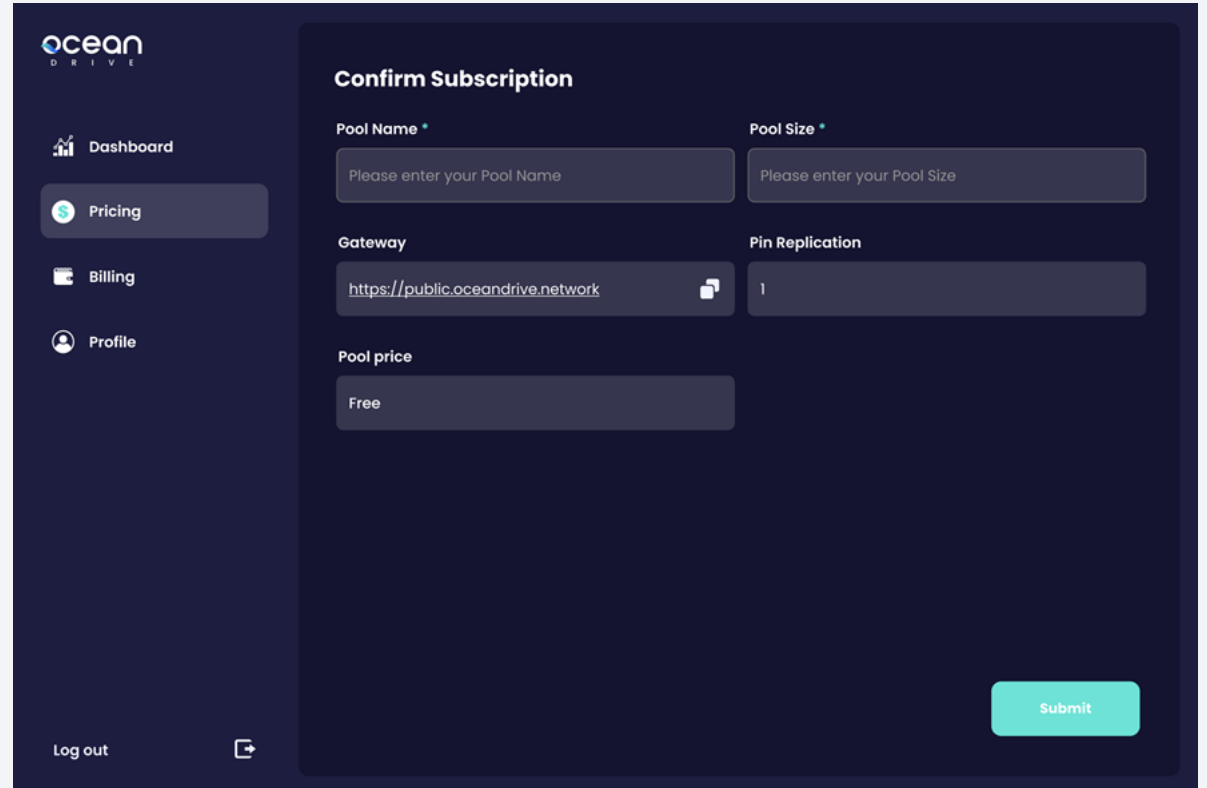 ocean
DRIVE
Dashboard
Pricing
Billing
Profile
Log out
Confirm Subscription
Pool Name *
Please enter your Pool Name
Pool Size *
Please enter your Pool Size
Gateway
https://public.oceandrive.network
Pin Replication
1
Pool price
Free
Submit